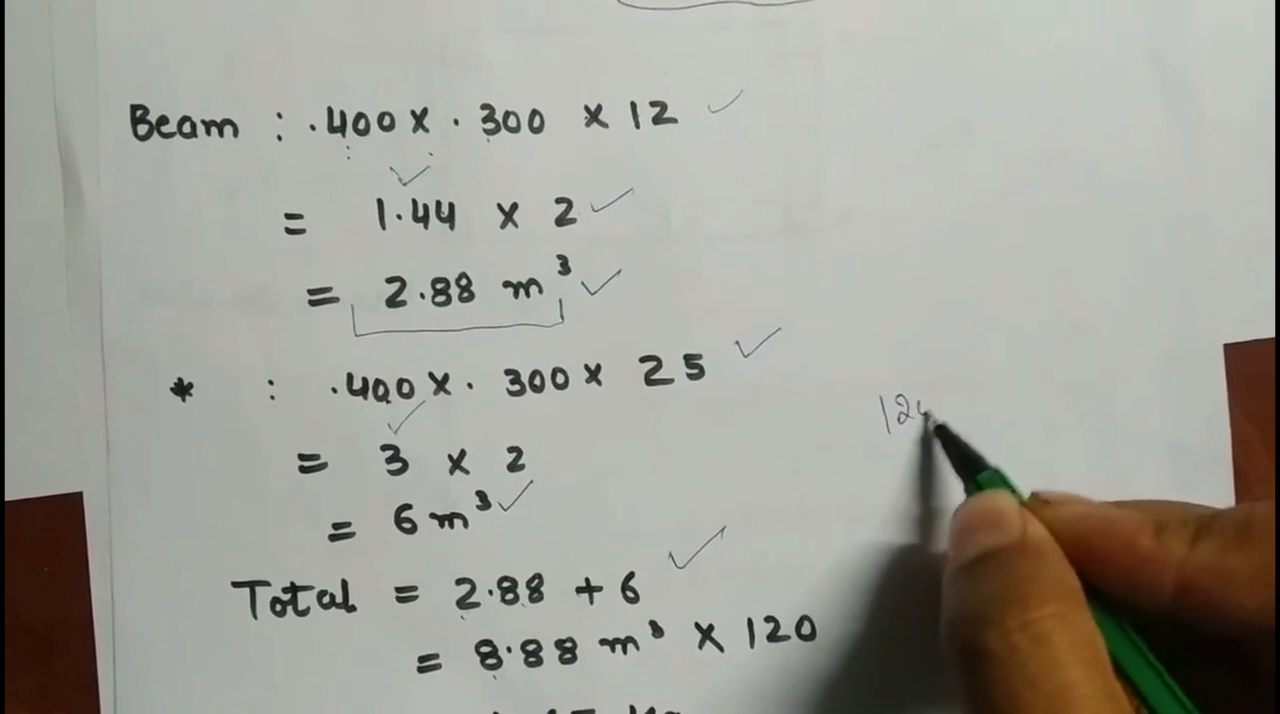 Beam : .400 x .300 x 12
= 1.44 x 2
= 2.88 m³
* : .400 x . 300 x 25
= 3 x 2
= 6 m³
Total = 2.88 + 6
= 8.88 m³ x 120